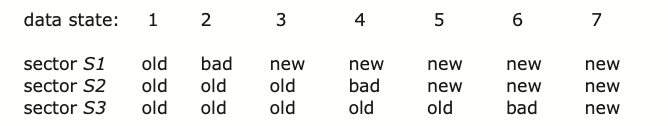 data state: 1 2 3 4 5 6 7
sector S1 old bad new new new new new
sector S2 old old old bad new new new
sector S3 old old old old old bad new